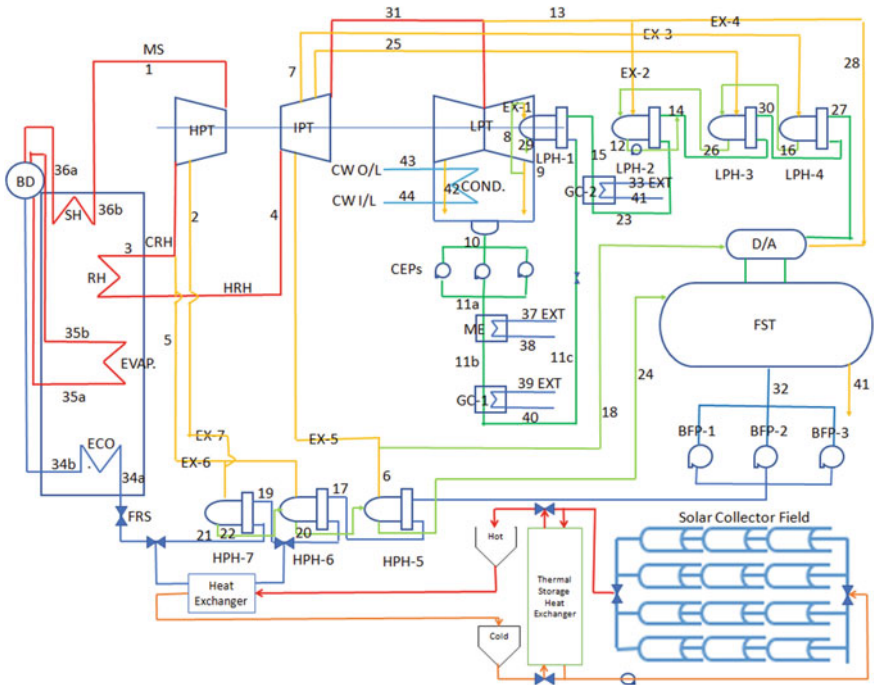 31
13
EX-4
MS
EX-3
1
7
25
28
EX-2
EX-1
14
30
27
HPT
IPT
LPT
8
29
12
26
16
LPH-1
15
LPH-2
LPH-3
LPH-4
36a
CW O/L
43
9
BD
COND.
GC-2
33 EXT
42
41
CW I/L
44
36b
SH
2
4
23
CRH
10
D/A
3
RH
CEPs
HRH
11a
37 EXT
FST
35b
5
ME
38
EVAP.
11b
11c
24
32
35a
39 EXT
41
GC-1
18
40
BFP-1
BFP-2
BFP-3
ECO
EX-7
EX-5
EX-6
34b
34a
6
19
17
FRS
Solar Collector Field
21
22
20
Hot
HPH-7
HPH-6
HPH-5
Heat
Exchanger
Thermal
Storage
Heat
Exchanger
Cold